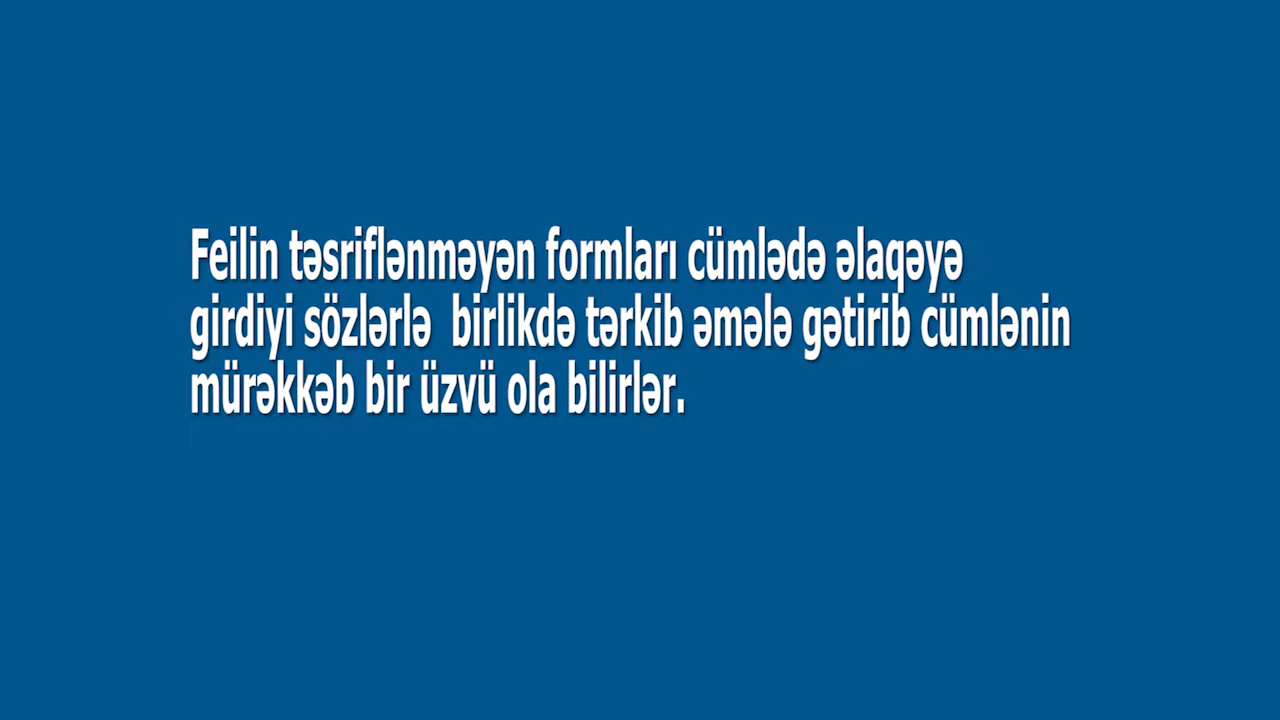 Feilin təsriflənməyən formları cümlədə əlaqəyə
girdiyi sözlərlə  birlikdə tərkib əmələ gətirib cümlənin
mürəkkəb bir üzvü ola bilirlər.